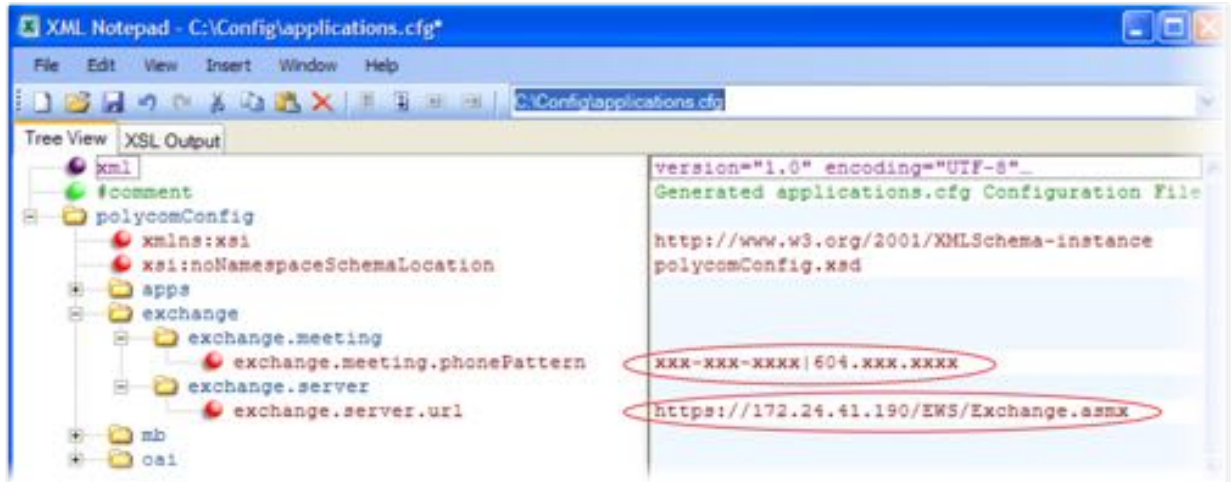 XML Notepad - C:\Config\applications.cfg*
File Edit View Insert Window Help
C:\Config\applications.cfg
Tree View XSL Output
xml version="1.0" encoding="UTF-8"…
#comment Generated applications.cfg Configuration File
polycomConfig
xmlns:xsi http://www.w3.org/2001/XMLSchema-instance
xsi:noNamespaceSchemaLocation polycomConfig.xsd
apps
exchange
exchange.meeting
exchange.meeting.phonePattern xxx-xxx-xxxx|604.xxx.xxxx
exchange.server
exchange.server.url https://172.24.41.190/EWS/Exchange.asmx
mb
oai